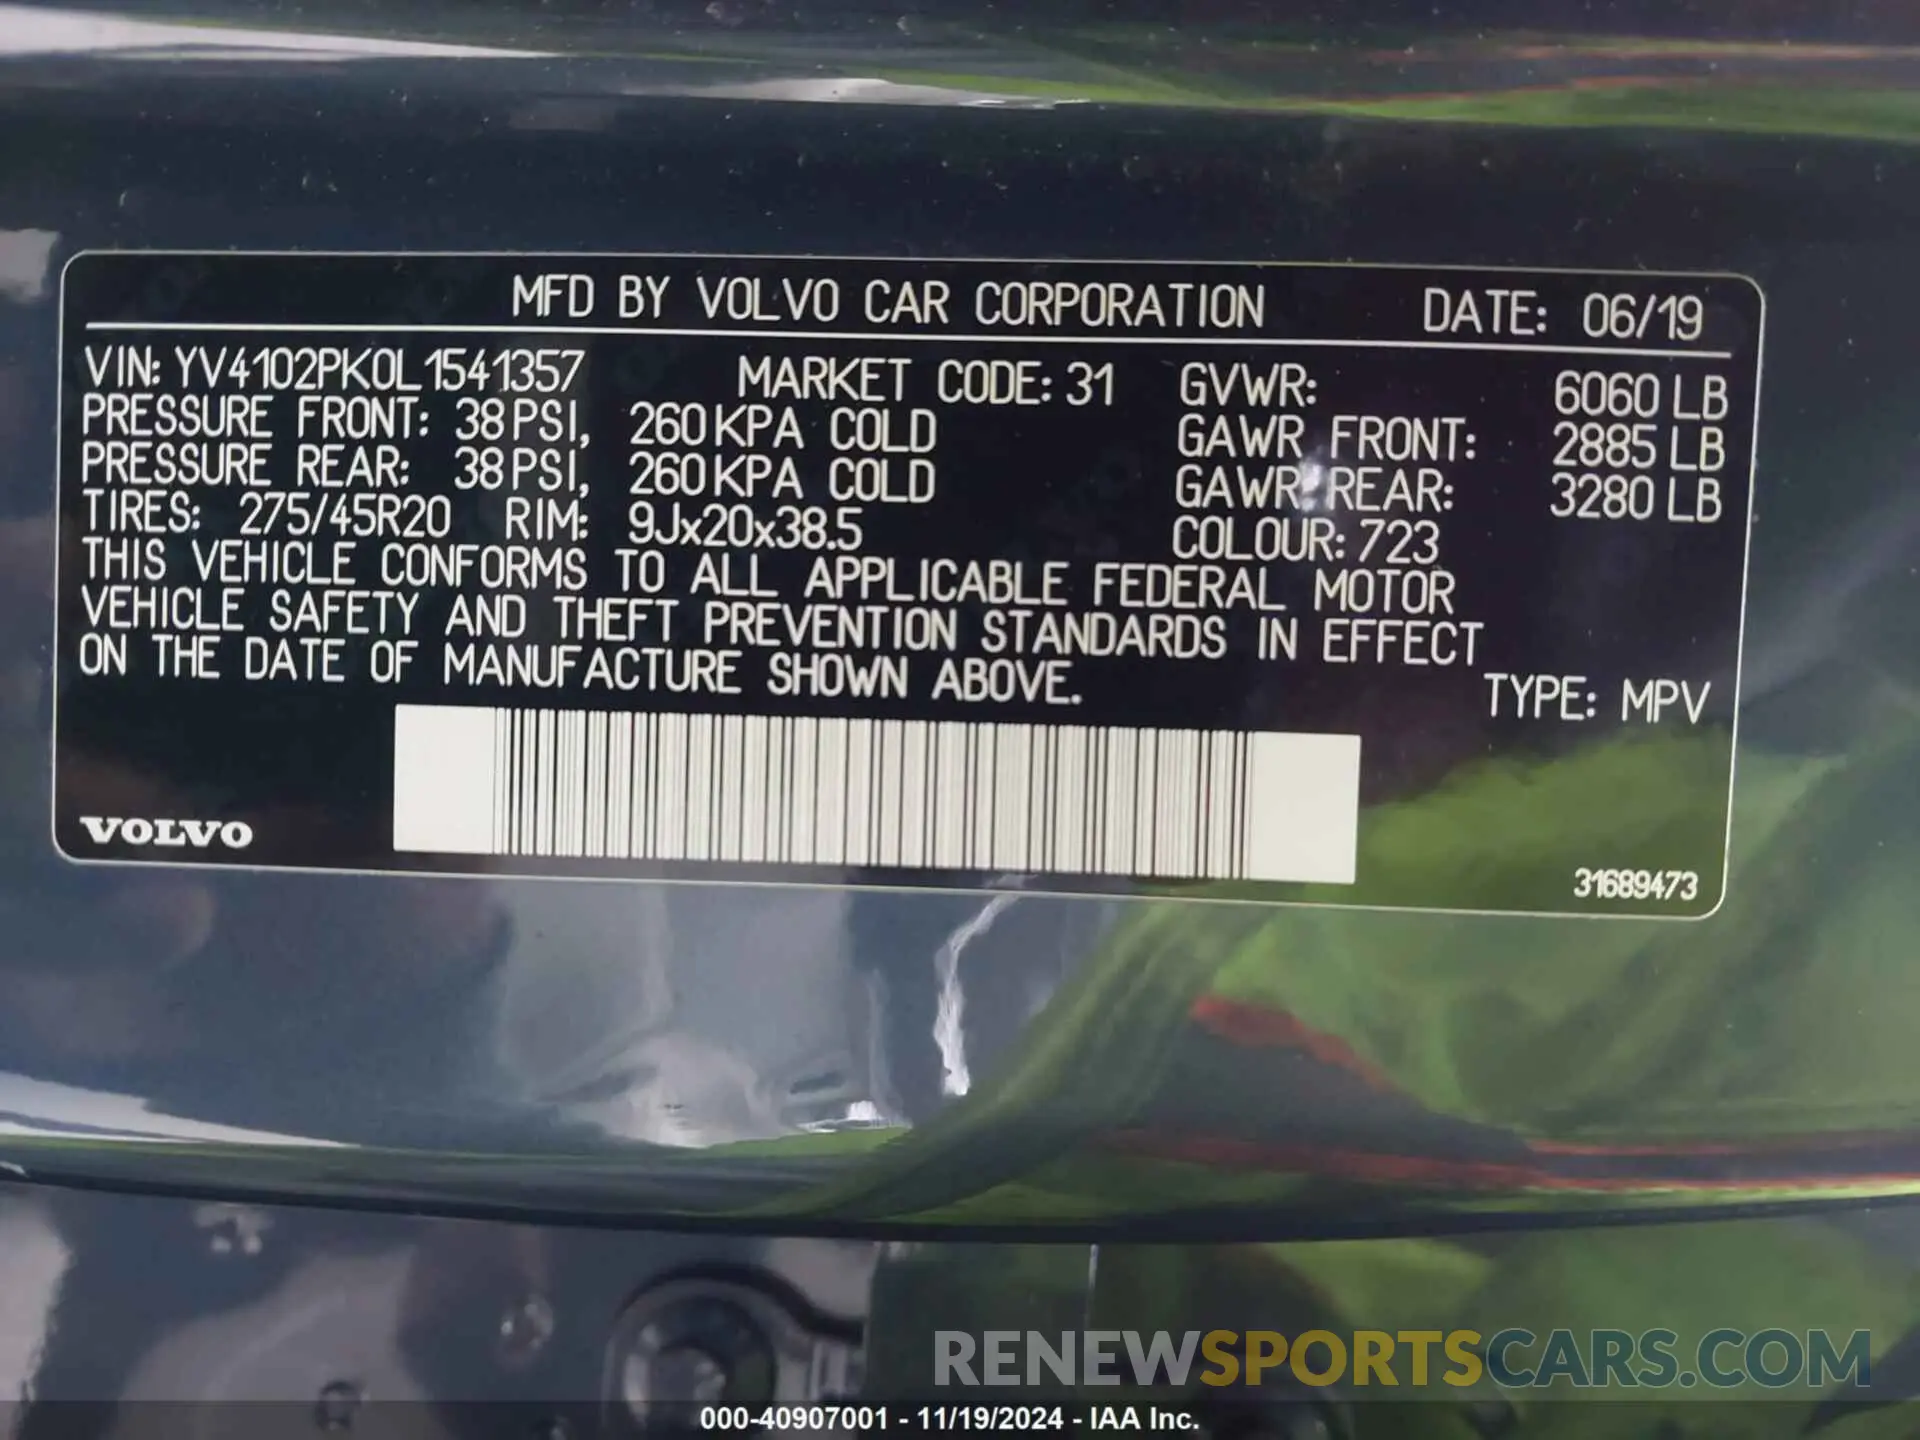 MFD BY VOLVO CAR CORPORATION DATE: 06/19
VIN: YV4102PK0L1541357 MARKET CODE: 31 GVWR: 6060 LB
PRESSURE FRONT: 38 PSI, 260 KPA COLD GAWR FRONT: 2885 LB
PRESSURE REAR: 38 PSI, 260 KPA COLD GAWR REAR: 3280 LB
TIRES: 275/45R20 RIM: 9Jx20x38.5 COLOUR: 723
THIS VEHICLE CONFORMS TO ALL APPLICABLE FEDERAL MOTOR
VEHICLE SAFETY AND THEFT PREVENTION STANDARDS IN EFFECT
ON THE DATE OF MANUFACTURE SHOWN ABOVE.
TYPE: MPV
VOLVO
31689473
RENEWSPORTSCARS.COM
000-40907001 - 11/19/2024 - IAA Inc.